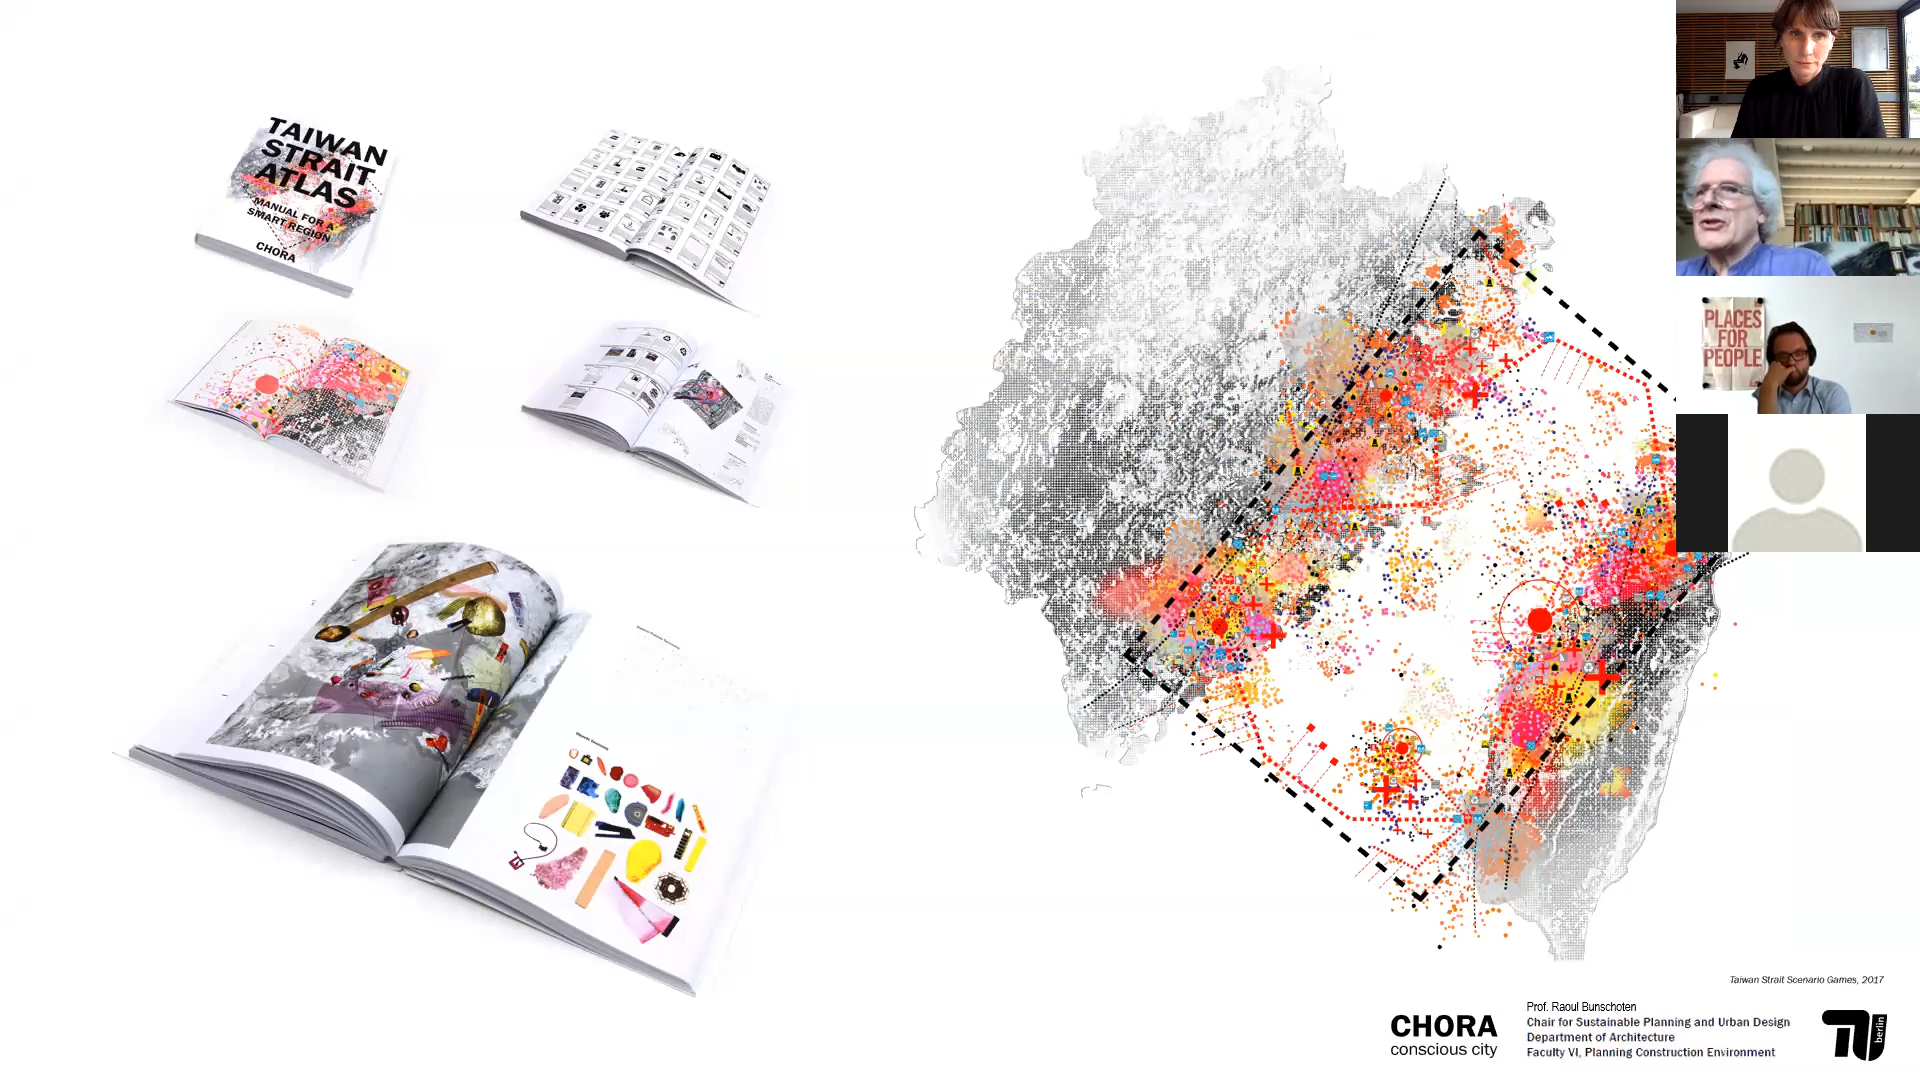 TAIWAN
STRAIT
ATLAS
MANUAL FOR A
SMART REGION
CHORA
PLACES
FOR
PEOPLE
Taiwan Strait Scenario Games, 2017
CHORA
conscious city
Prof. Raoul Bunschoten
Chair for Sustainable Planning and Urban Design
Department of Architecture
Faculty VI, Planning Construction Environment
berlin